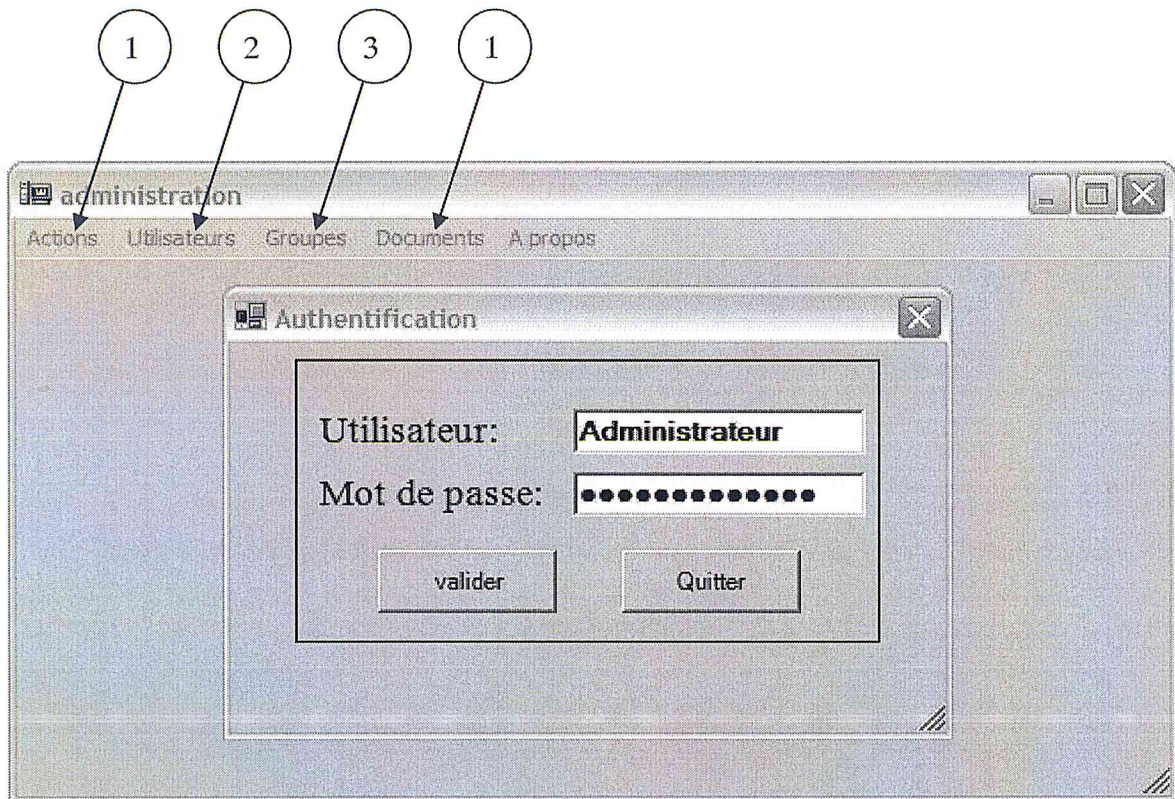 1 2 3 1
administration
Actions Utilisateurs Groupes Documents A propos
Authentification
Utilisateur: Administrateur
Mot de passe: ●●●●●●●●●●●●●
valider Quitter